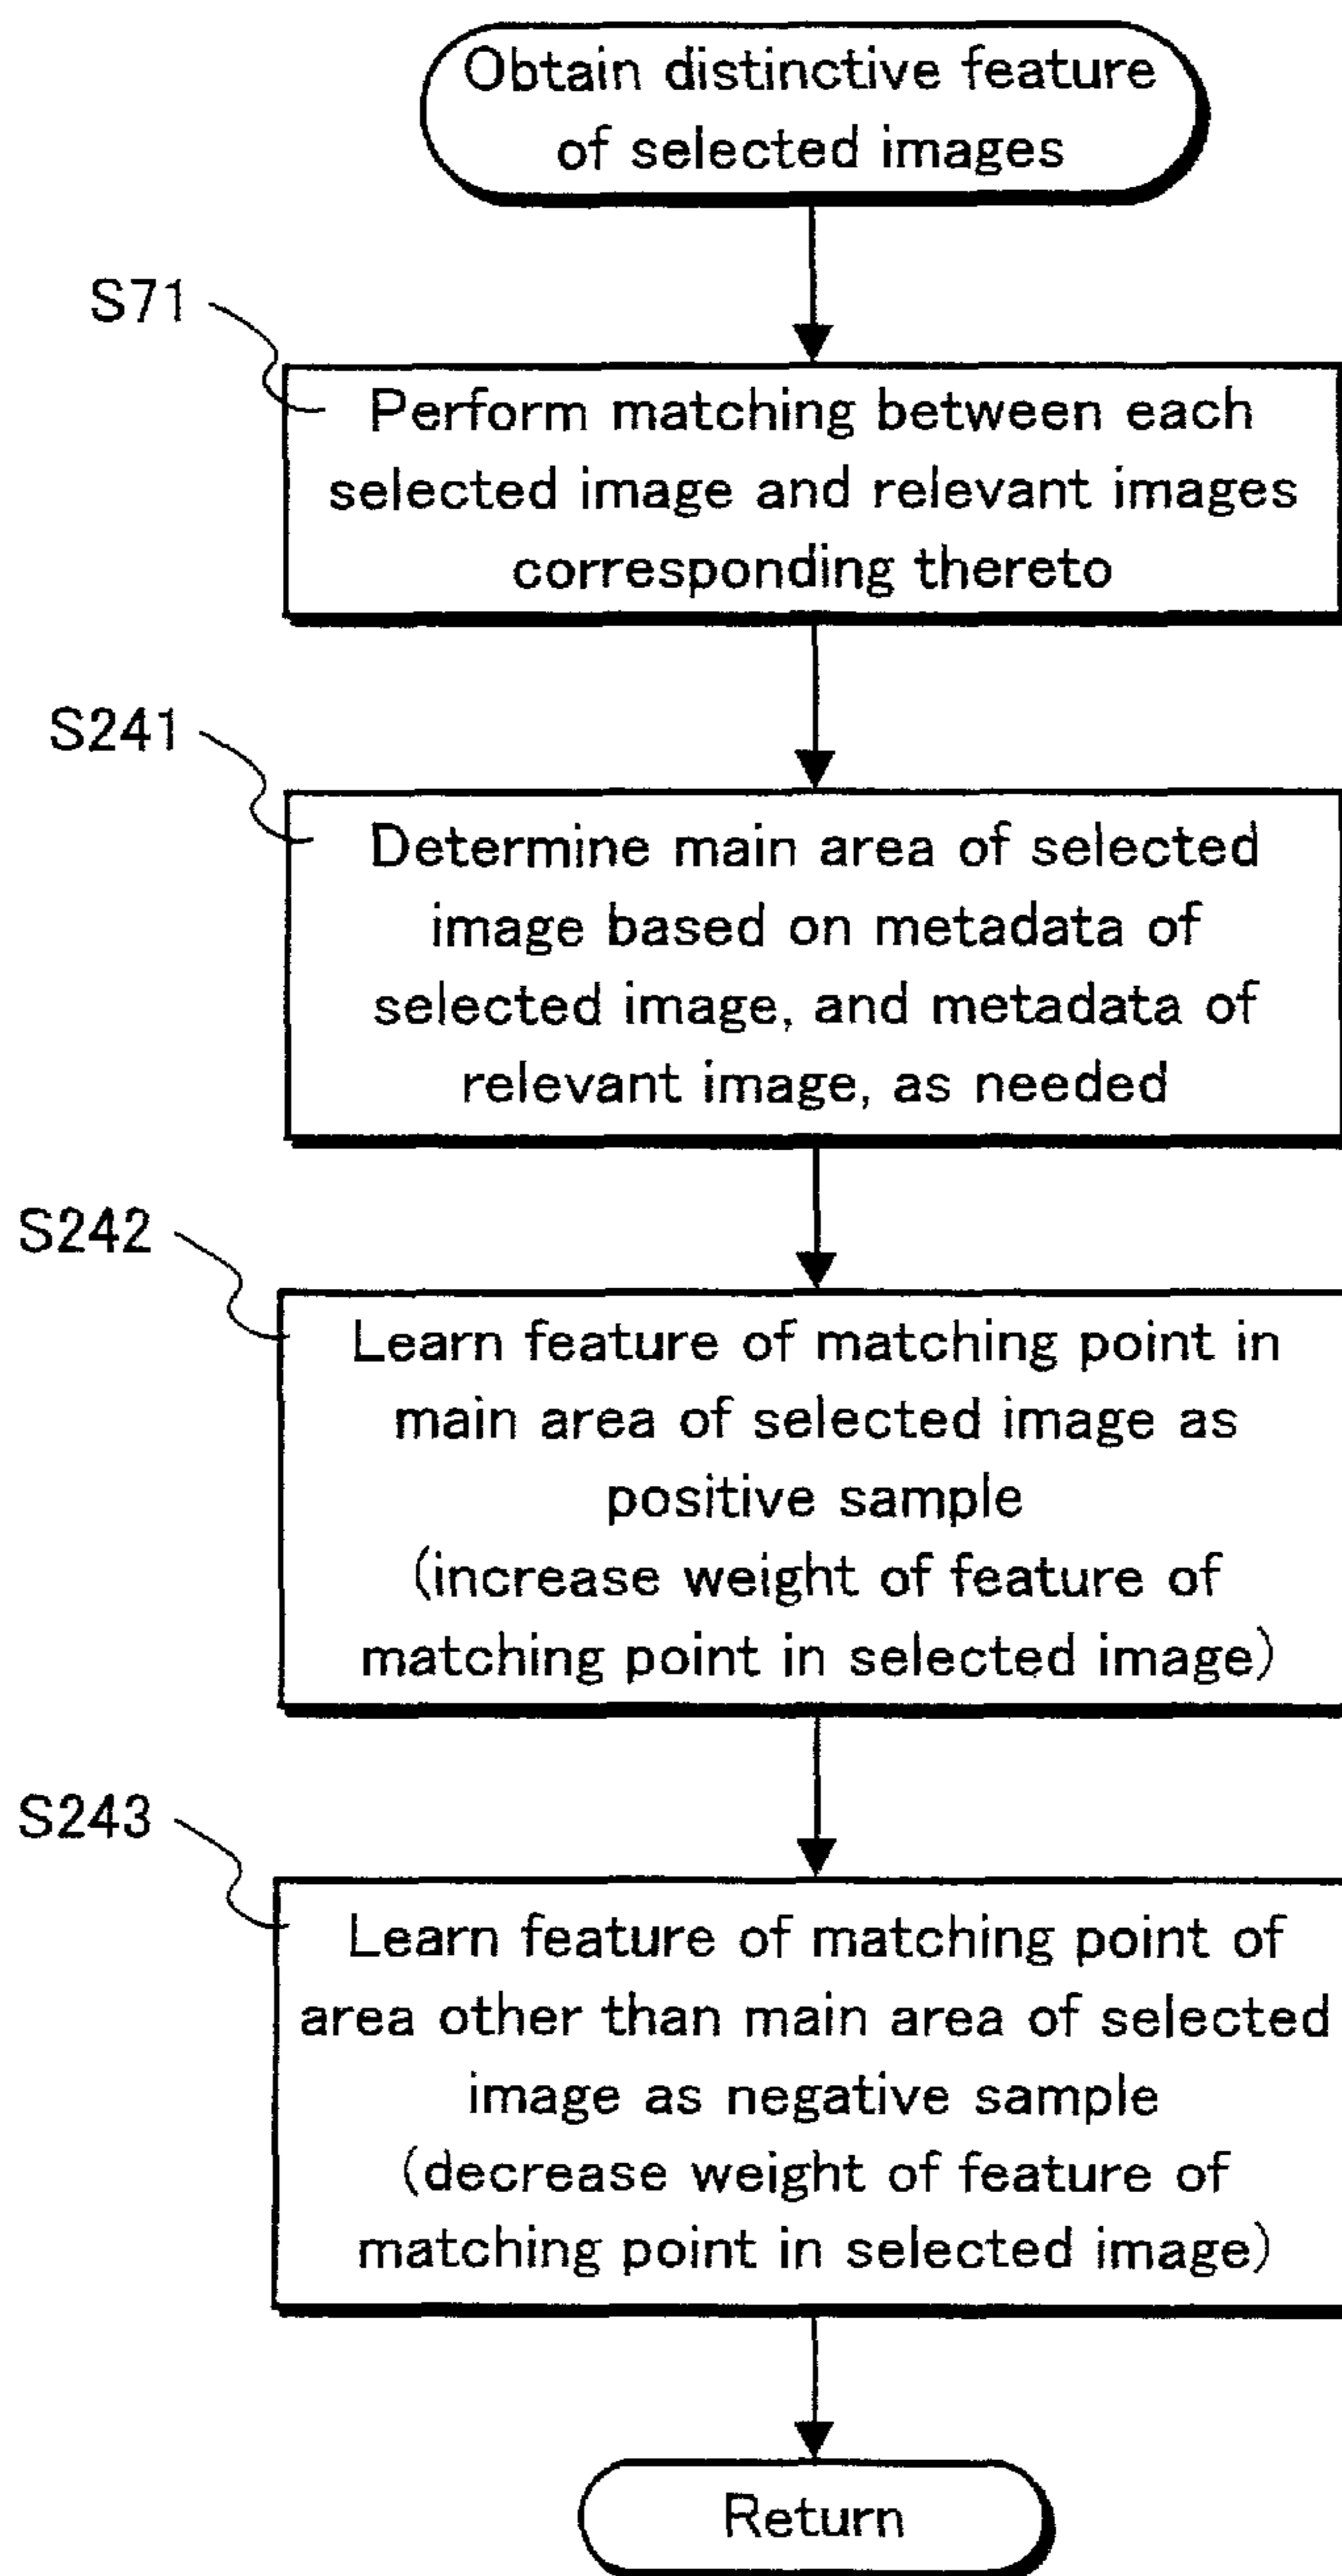 Obtain distinctive feature
of selected images
S71
Perform matching between each
selected image and relevant images
corresponding thereto
S241
Determine main area of selected
image based on metadata of
selected image, and metadata of
relevant image, as needed
S242
Learn feature of matching point in
main area of selected image as
positive sample
(increase weight of feature of
matching point in selected image)
S243
Learn feature of matching point of
area other than main area of selected
image as negative sample
(decrease weight of feature of
matching point in selected image)
Return